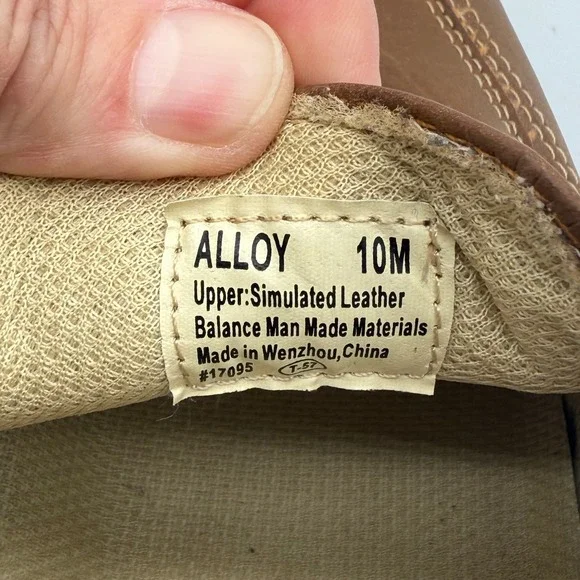 ALLOY 10M
Upper:Simulated Leather
Balance Man Made Materials
Made in Wenzhou,China
#17095 T-57